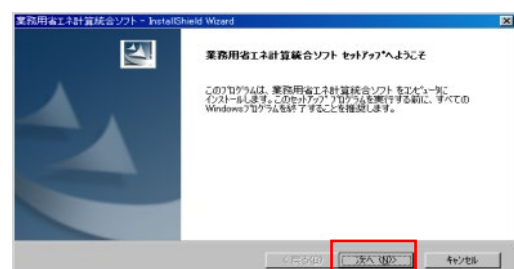 業務用省エネ計算統合ソフト - InstallShield Wizard
業務用省エネ計算統合ソフト セットアップへようこそ
このプログラムは、業務用省エネ計算統合ソフト をコンピュータに
インストールします。このセットアップ プログラムを実行する前に、すべての
Windowsプログラムを終了することを推奨します。
< 戻る(B)
次へ (N)>
キャンセル